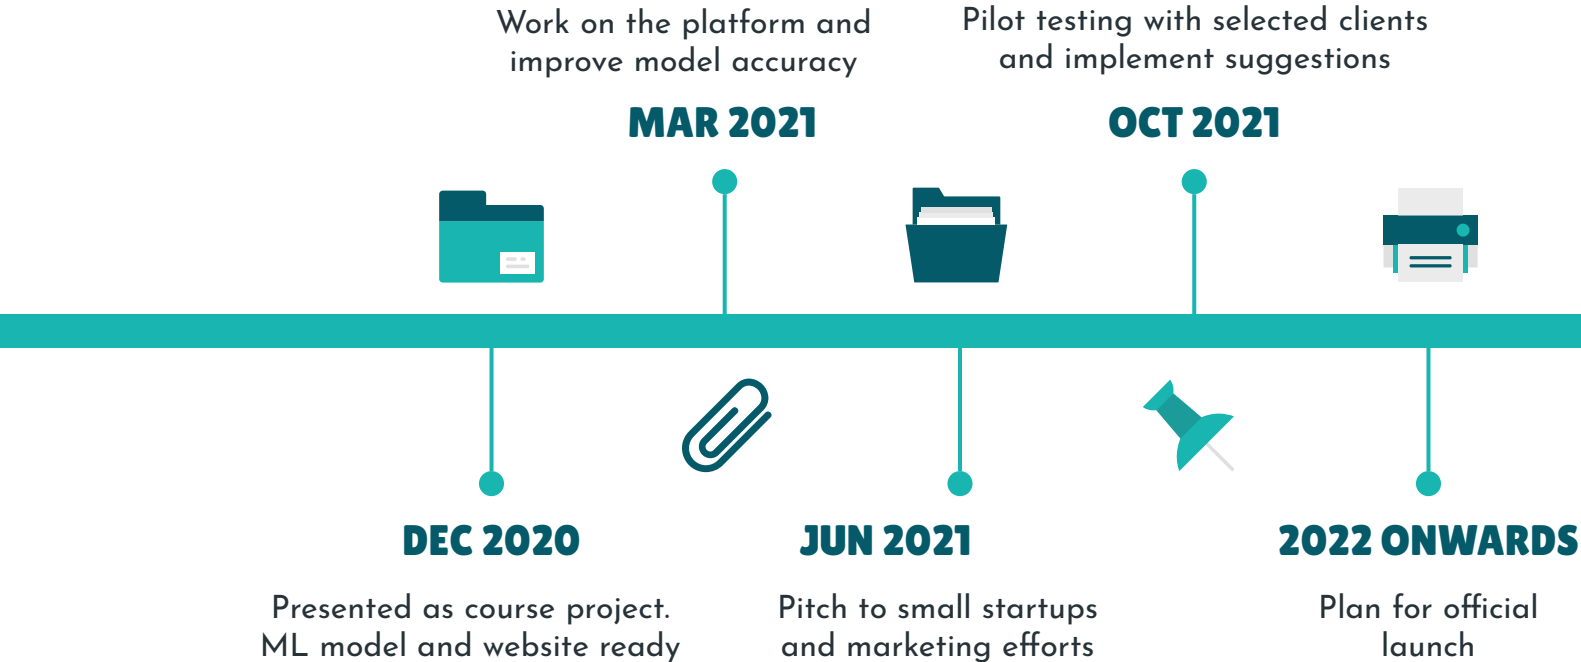 Work on the platform and
improve model accuracy
MAR 2021
Pilot testing with selected clients
and implement suggestions
OCT 2021
DEC 2020
Presented as course project.
ML model and website ready
JUN 2021
Pitch to small startups
and marketing efforts
2022 ONWARDS
Plan for official
launch